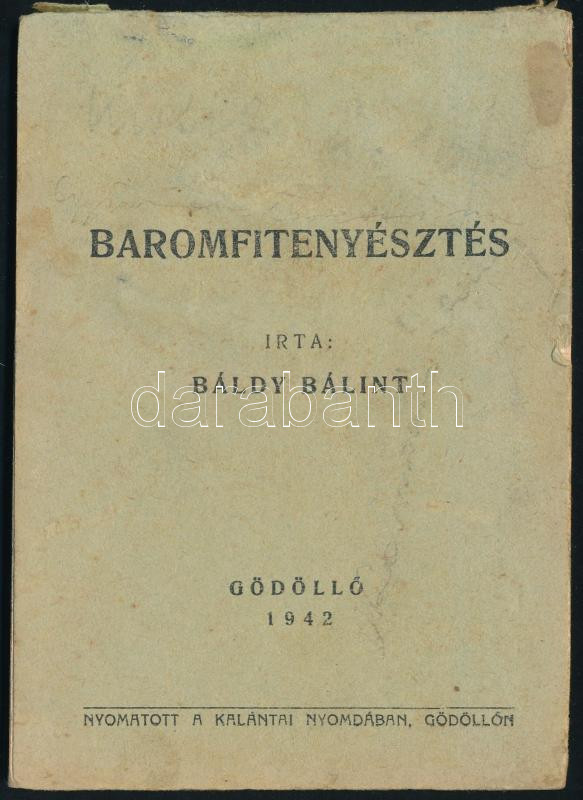 BAROMFITENYÉSZTÉS
IRTA:
BÁLDY BÁLINT
darabanth
GÖDÖLLŐ
1942
NYOMATOTT A KALÁNTAI NYOMDÁBAN, GÖDÖLLŐN